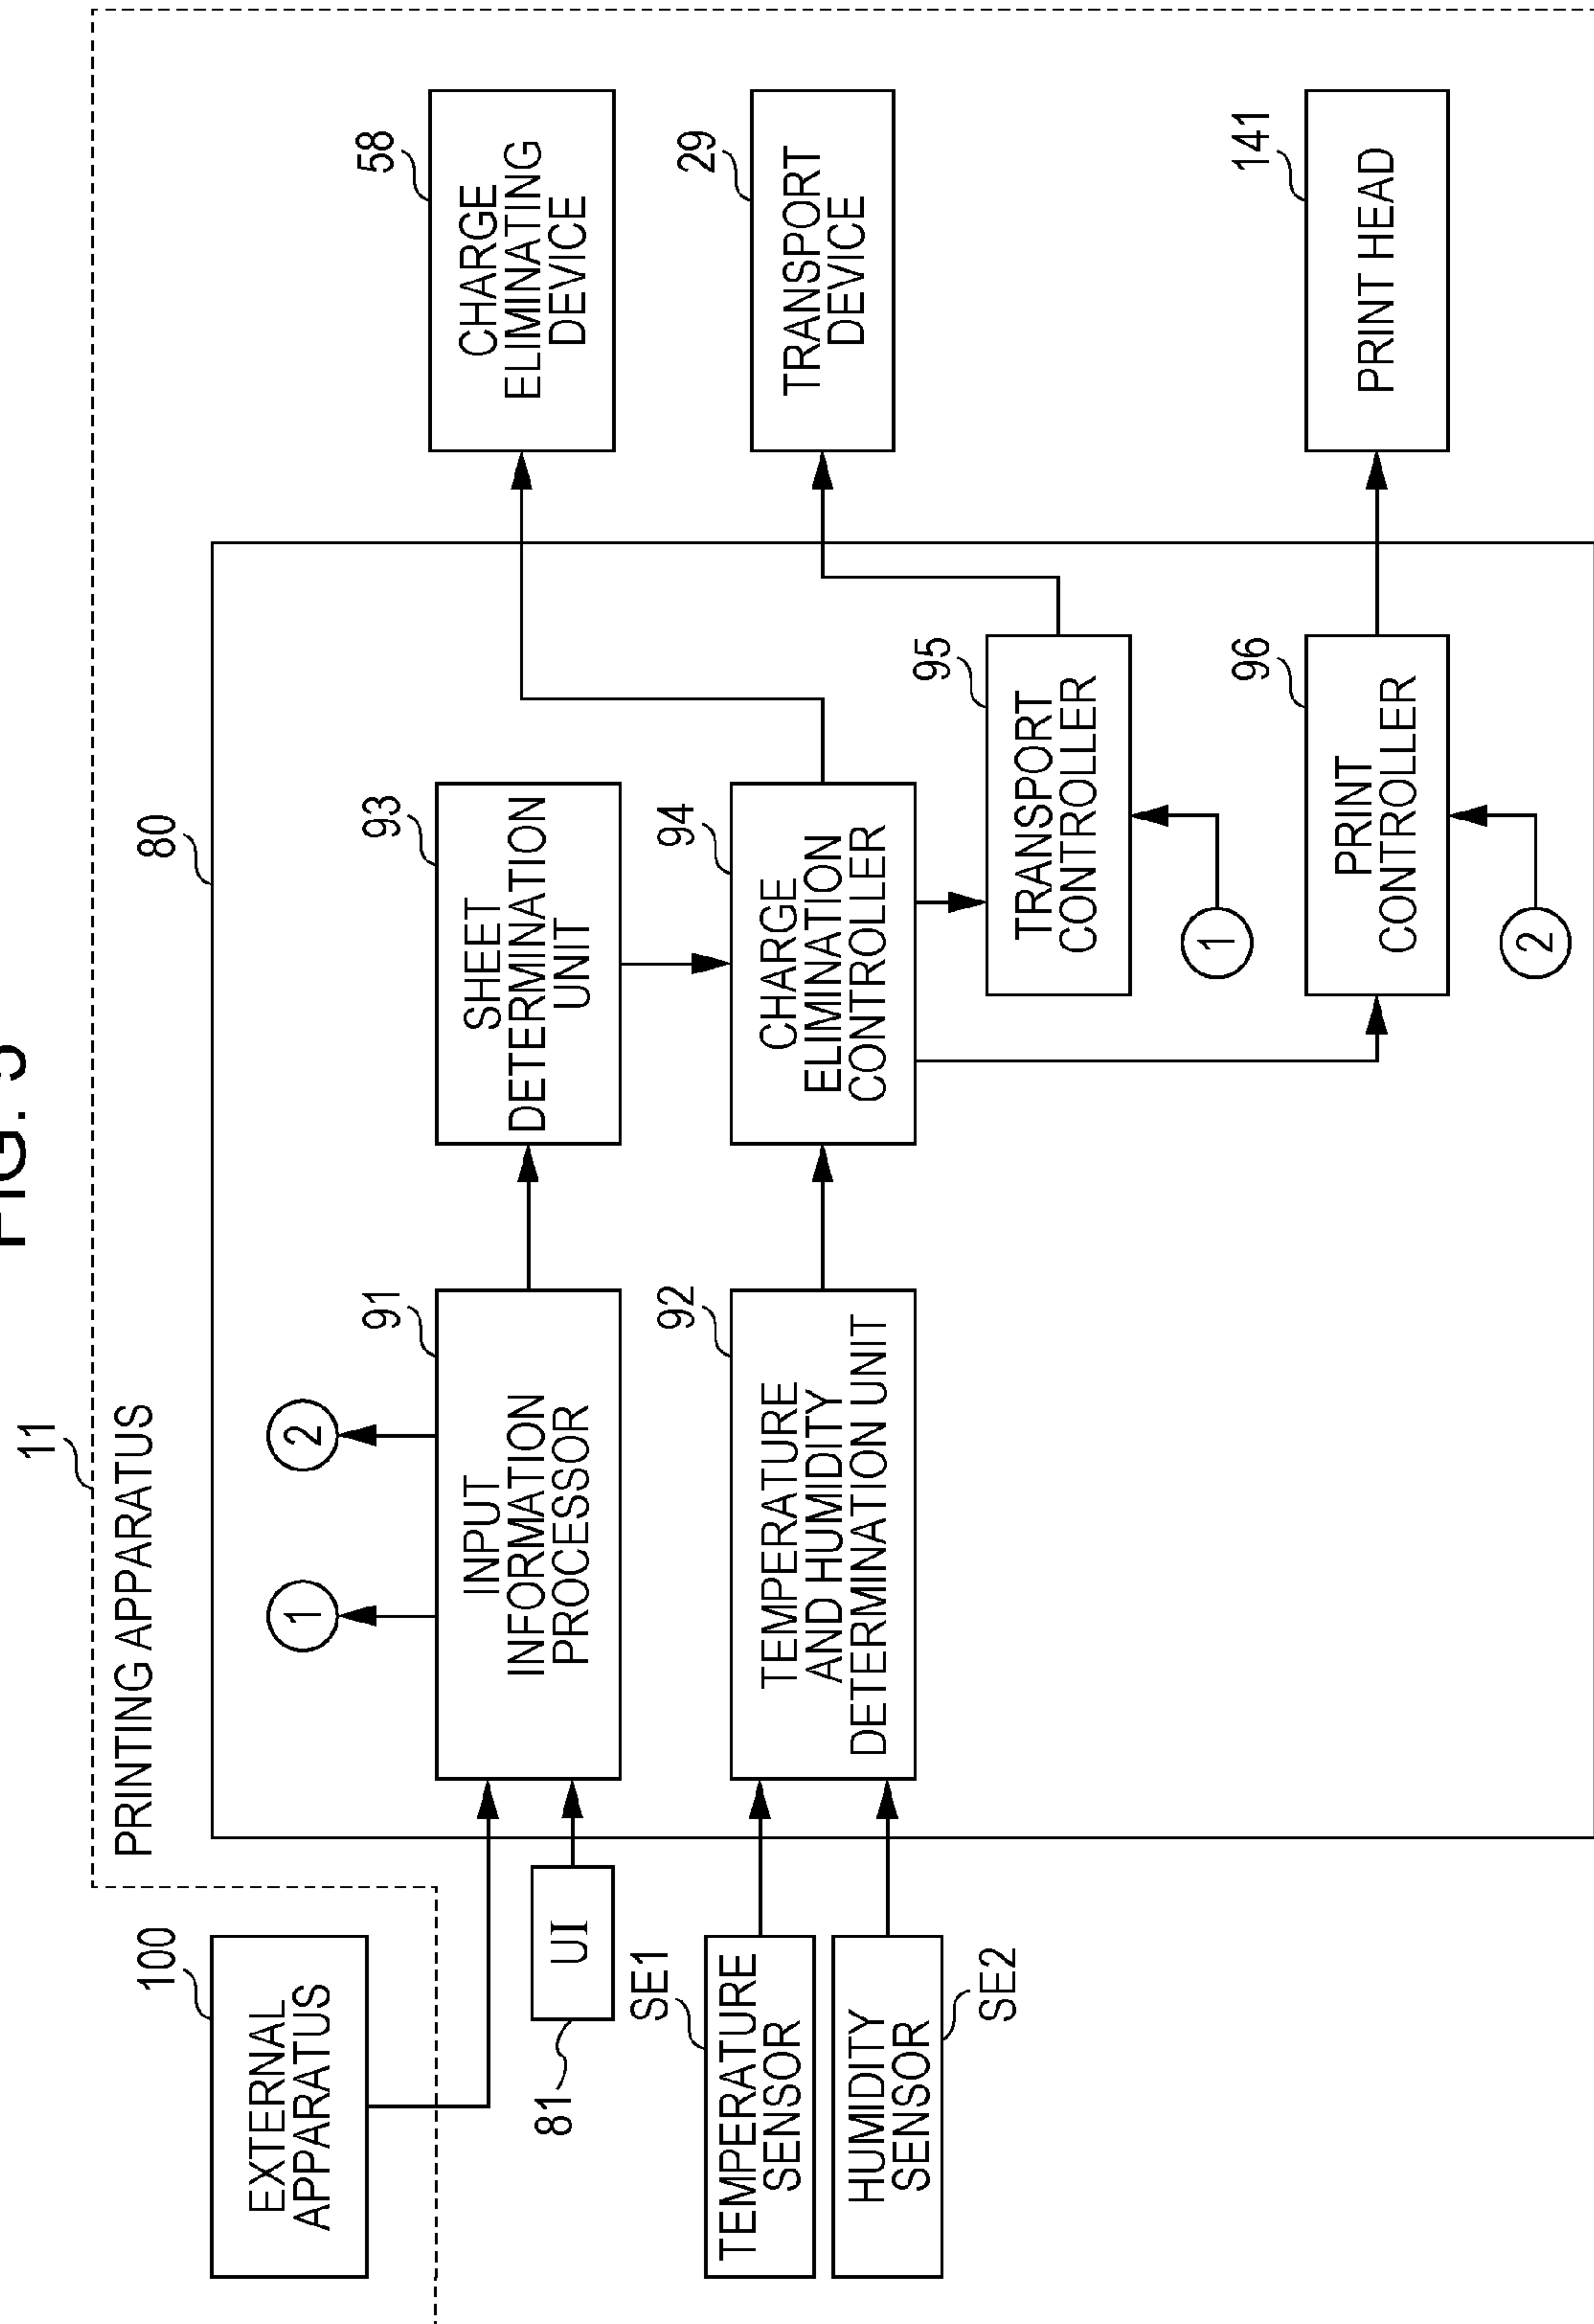 FIG.
11
PRINTING APPARATUS
100
EXTERNAL
APPARATUS
80
1
2
91
INPUT
INFORMATION
PROCESSOR
93
SHEET
DETERMINATION
UNIT
58
CHARGE
ELIMINATING
DEVICE
81
UI
SE1
TEMPERATURE
SENSOR
HUMIDITY
SENSOR
SE2
92
TEMPERATURE
AND HUMIDITY
DETERMINATION UNIT
94
CHARGE
ELIMINATION
CONTROLLER
29
TRANSPORT
DEVICE
95
TRANSPORT
CONTROLLER
1
96
PRINT
CONTROLLER
2
141
PRINT HEAD